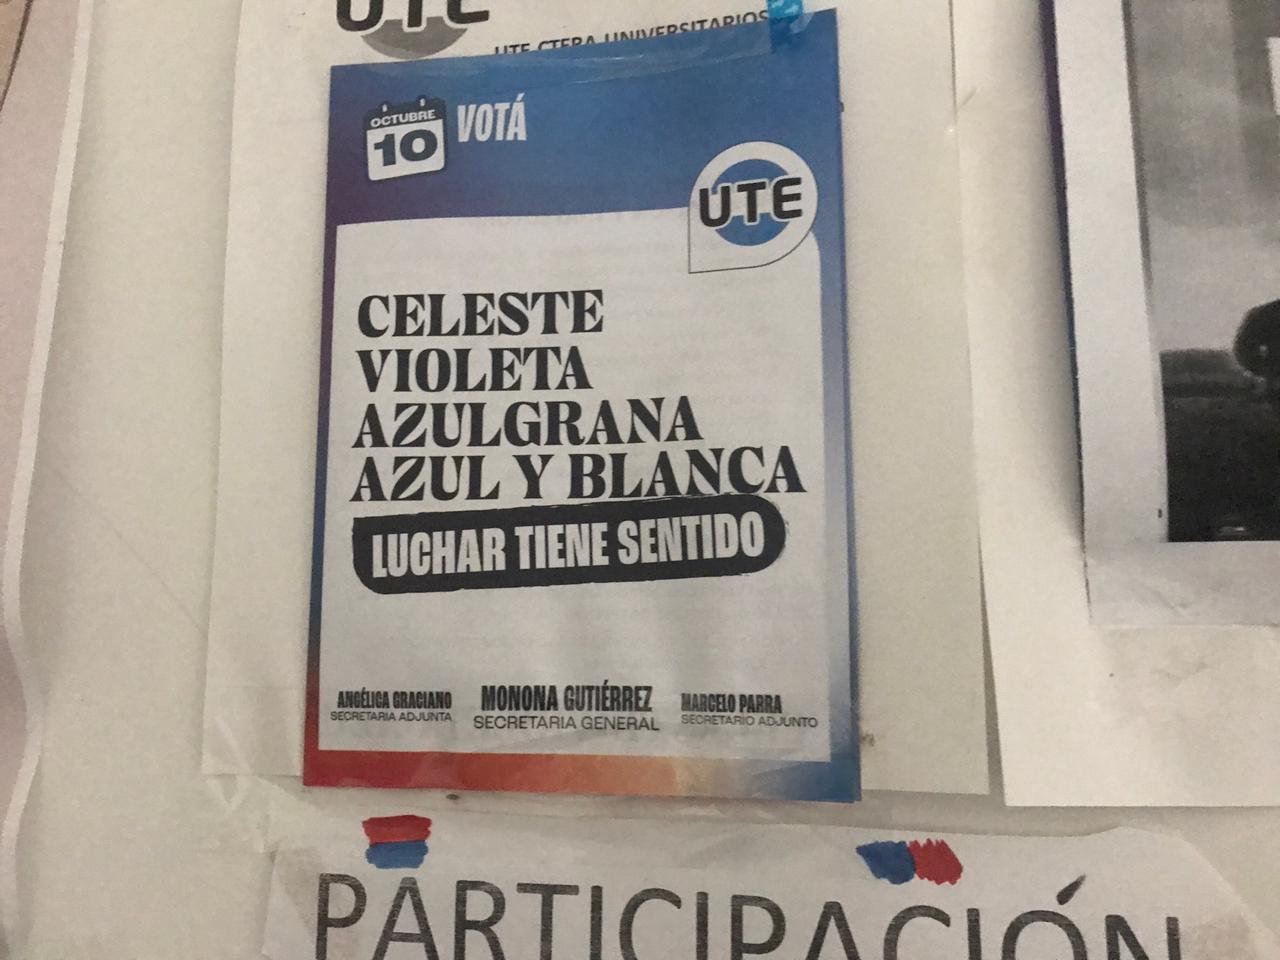 UTE
UTE CTERA UNIVERSITARIOS
OCTUBRE
10
VOTÁ
UTE
CELESTE
VIOLETA
AZULGRANA
AZUL Y BLANCA
LUCHAR TIENE SENTIDO
ANGÉLICA GRACIANO
SECRETARIA ADJUNTA
MONONA GUTIÉRREZ
SECRETARIA GENERAL
MARCELO PARRA
SECRETARIO ADJUNTO
PARTICIPACIÓN